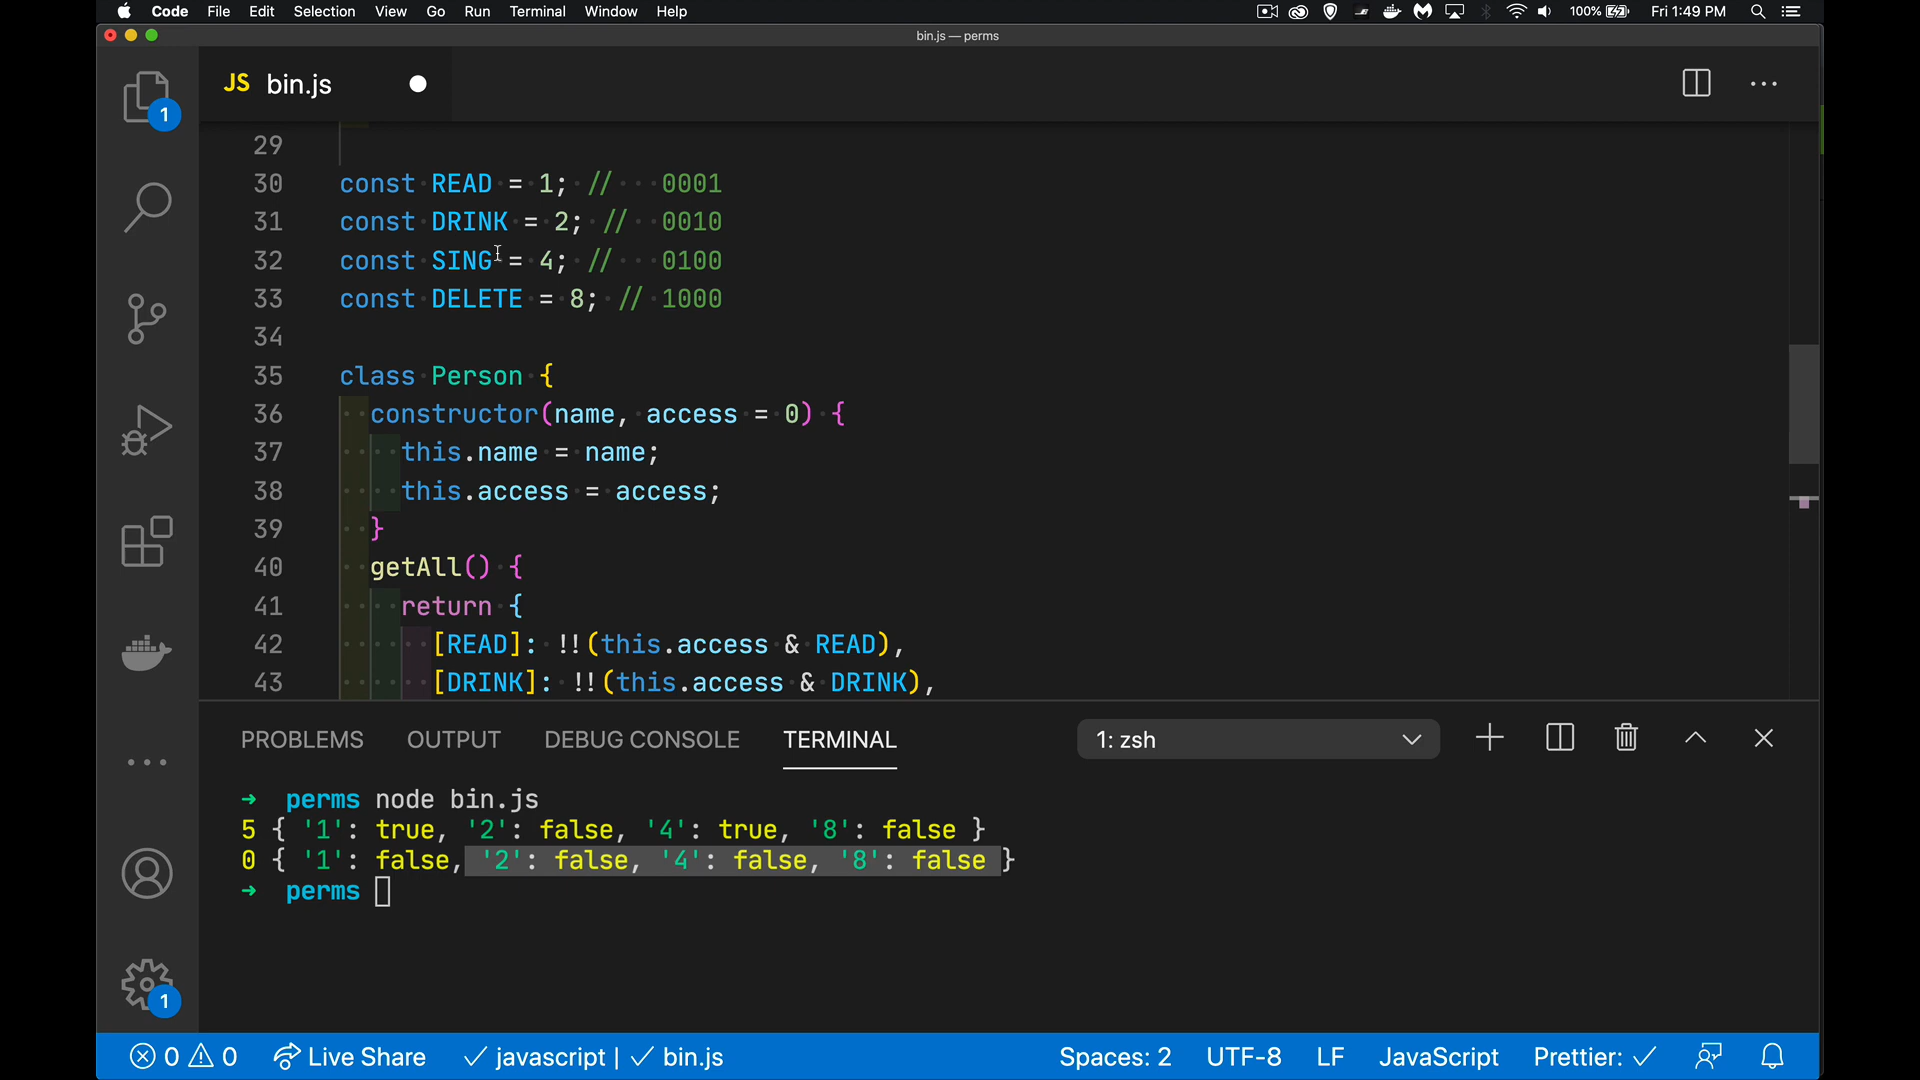 Code File Edit Selection View Go Run Terminal Window Help 100% Fri 1:49 PM
bin.js — perms
JS bin.js
1
29
30 const READ = 1; // 0001
31 const DRINK = 2; // 0010
32 const SING = 4; // 0100
33 const DELETE = 8; // 1000
34
35 class Person {
36 constructor(name, access = 0) {
37 this.name = name;
38 this.access = access;
39 }
40 getAll() {
41 return {
42 [READ]: !!(this.access & READ),
43 [DRINK]: !!(this.access & DRINK),
PROBLEMS OUTPUT DEBUG CONSOLE TERMINAL 1: zsh
→ perms node bin.js
5 { '1': true, '2': false, '4': true, '8': false }
0 { '1': false, '2': false, '4': false, '8': false }
→ perms
1
0 0 Live Share ✓ javascript | ✓ bin.js Spaces: 2 UTF-8 LF JavaScript Prettier: ✓